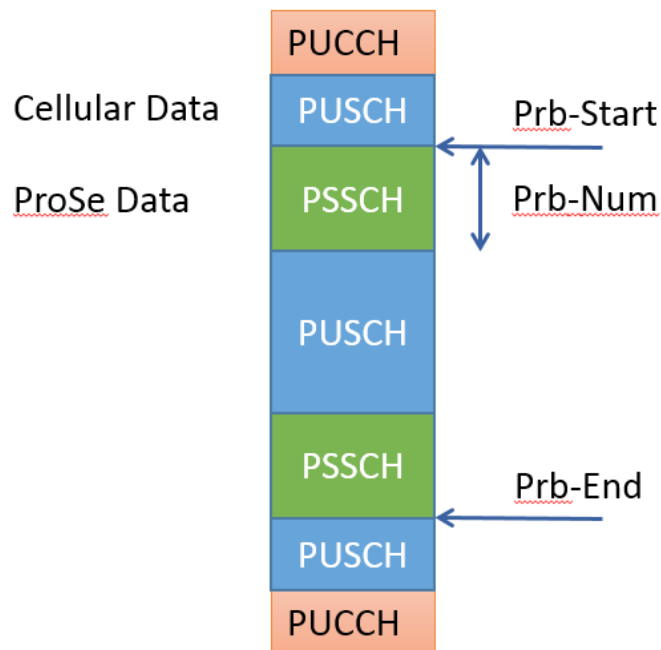 PUCCH
Cellular Data
PUSCH
Prb-Start
ProSe Data
PSSCH
Prb-Num
PUSCH
PSSCH
Prb-End
PUSCH
PUCCH